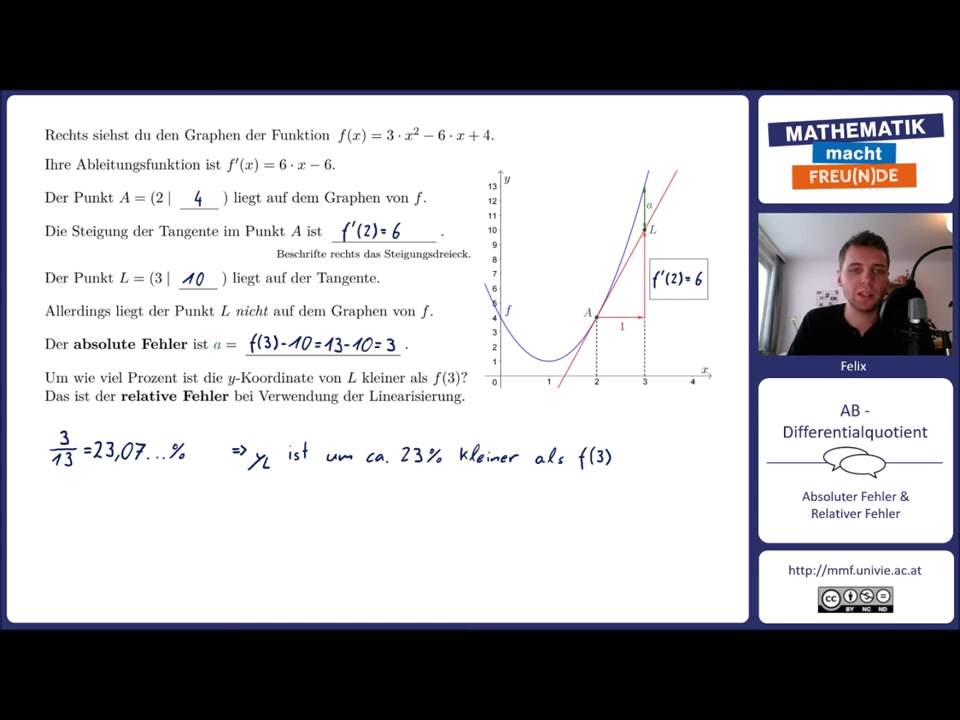 Rechts siehst du den Graphen der Funktion f(x) = 3 · x² − 6 · x + 4.
Ihre Ableitungsfunktion ist f′(x) = 6 · x − 6.
Der Punkt A = (2 | 4 ) liegt auf dem Graphen von f.
Die Steigung der Tangente im Punkt A ist f′(2)=6 .
Beschrifte rechts das Steigungsdreieck.
Der Punkt L = (3 | 10 ) liegt auf der Tangente.
Allerdings liegt der Punkt L nicht auf dem Graphen von f.
Der absolute Fehler ist a = f(3)-10=13-10=3 .
Um wie viel Prozent ist die y-Koordinate von L kleiner als f(3)?
Das ist der relative Fehler bei Verwendung der Linearisierung.
3/13 =23,07...% ⇒ y_L ist um ca. 23% kleiner als f(3)
y
13
12
11
10
9
8
7
6
5
4
3
2
1
0
1
2
3
4
x
f
A
L
a
1
f′(2)=6
MATHEMATIK
macht
FREU(N)DE
Felix
AB -
Differentialquotient
Absoluter Fehler &
Relativer Fehler
http://mmf.univie.ac.at
cc
BY NC ND